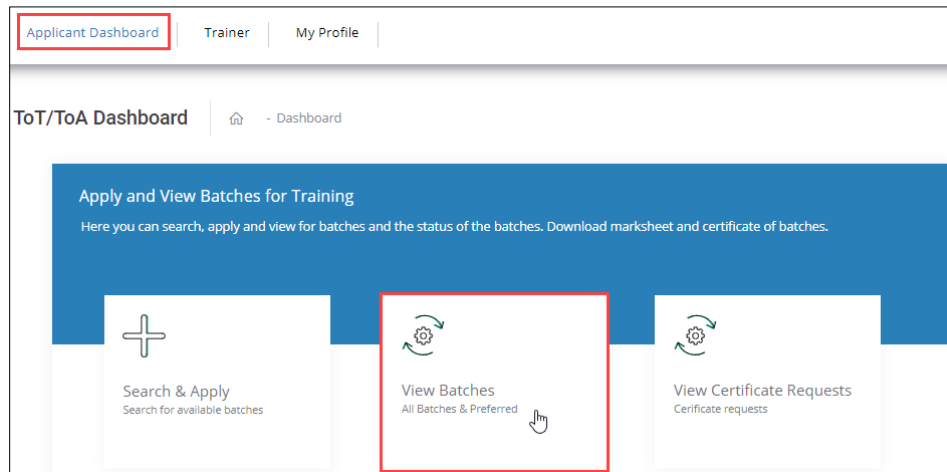 Applicant Dashboard Trainer My Profile
ToT/ToA Dashboard - Dashboard
Apply and View Batches for Training
Here you can search, apply and view for batches and the status of the batches. Download marksheet and certificate of batches.
Search & Apply
Search for available batches
View Batches
All Batches & Preferred
View Certificate Requests
Cerificate requests